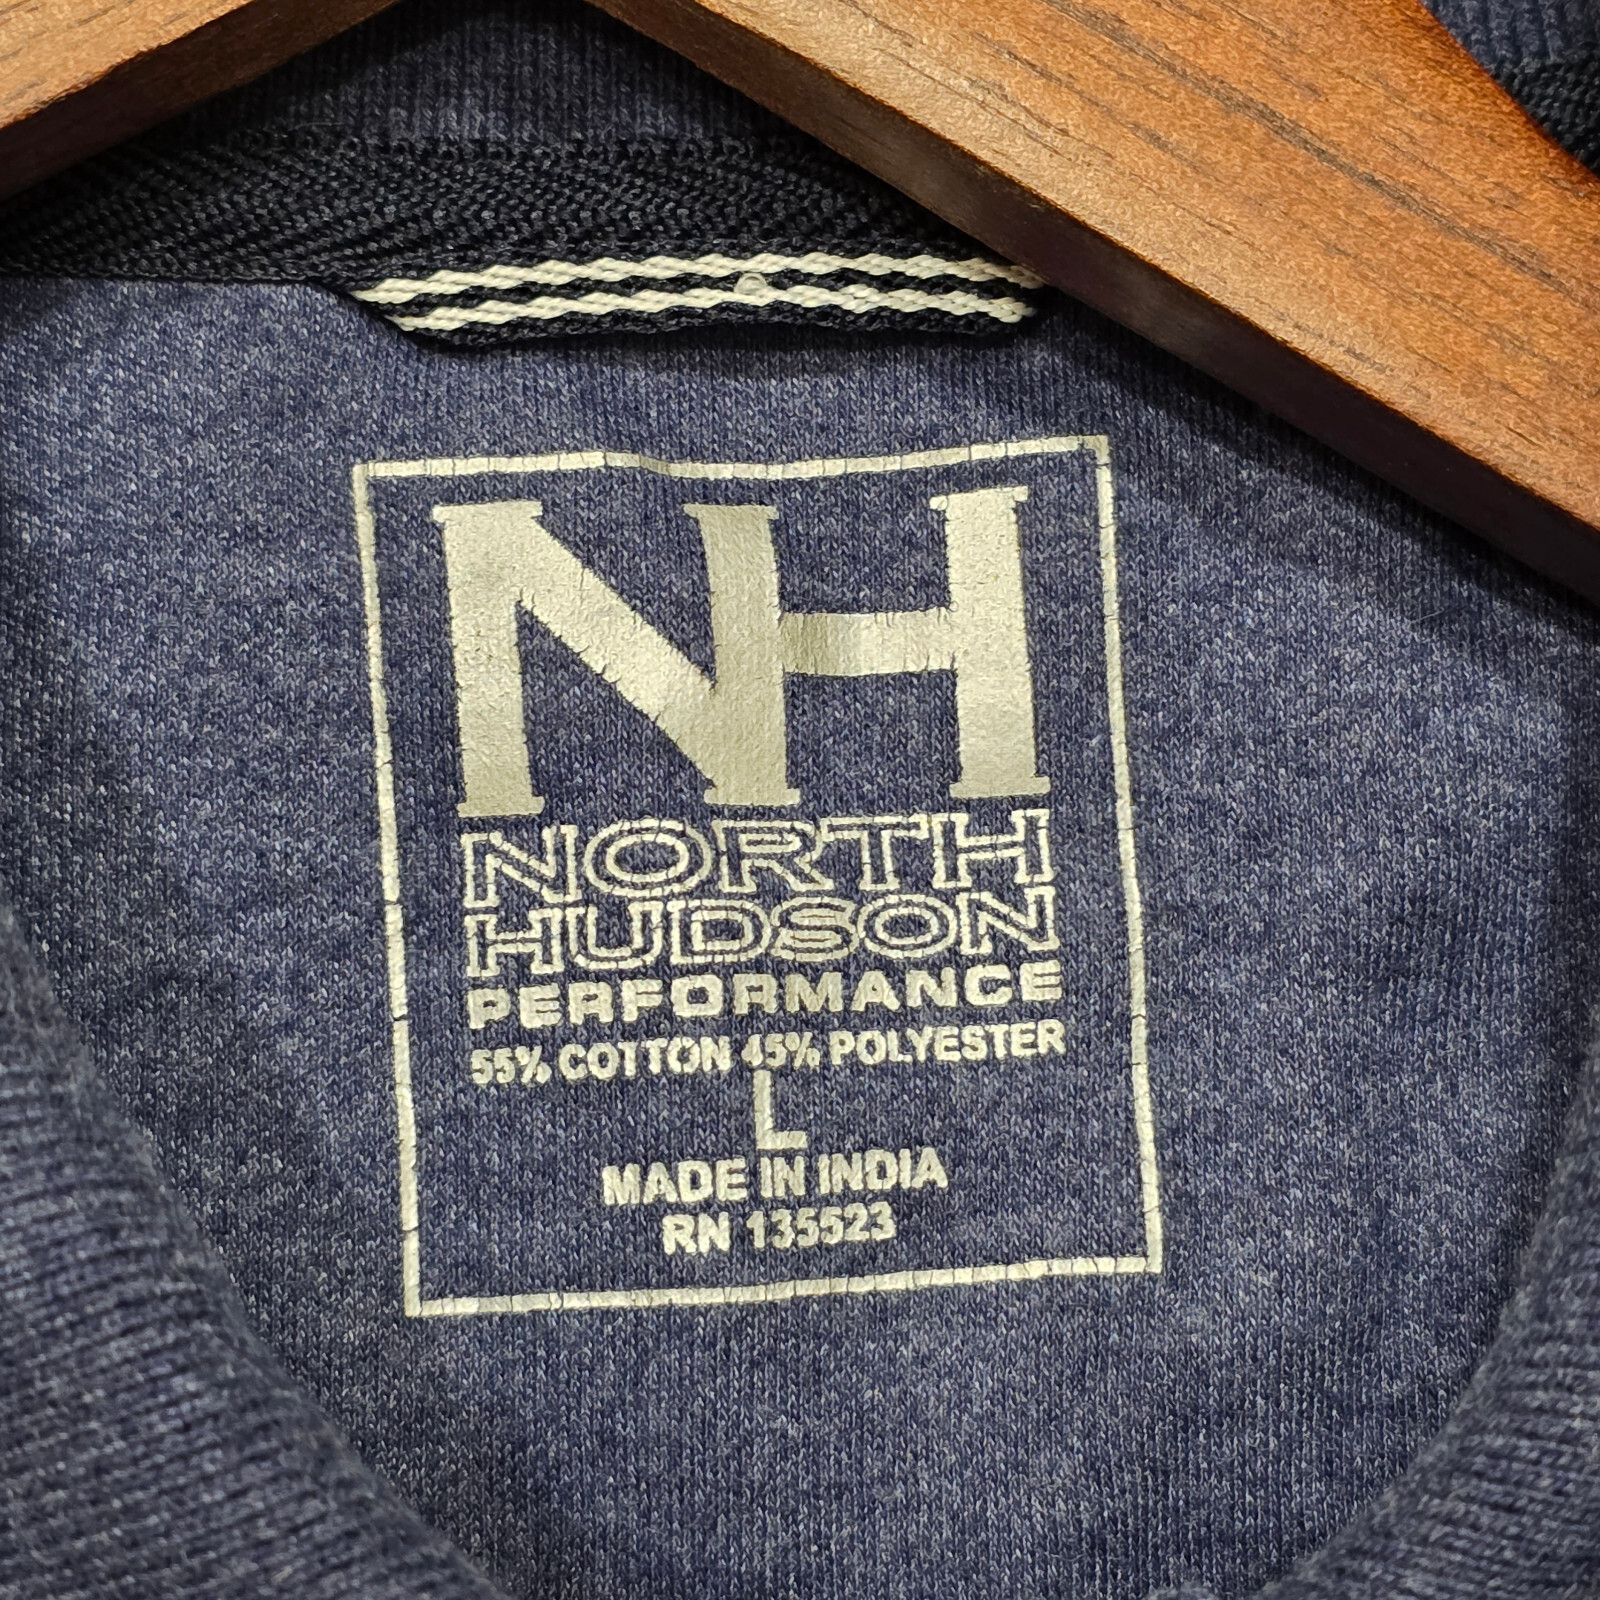 NH
NORTH
HUDSON
PERFORMANCE
55% COTTON 45% POLYESTER
L
MADE IN INDIA
RN 135523